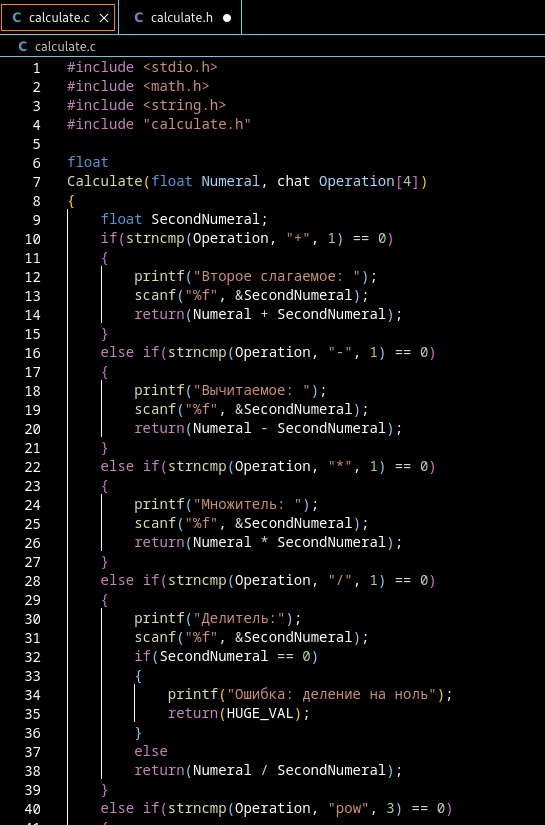 C calculate.c × C calculate.h ●
C calculate.c
1 #include <stdio.h>
2 #include <math.h>
3 #include <string.h>
4 #include "calculate.h"
5
6 float
7 Calculate(float Numeral, chat Operation[4])
8 {
9 float SecondNumeral;
10 if(strncmp(Operation, "+", 1) == 0)
11 {
12 printf("Второе слагаемое: ");
13 scanf("%f", &SecondNumeral);
14 return(Numeral + SecondNumeral);
15 }
16 else if(strncmp(Operation, "-", 1) == 0)
17 {
18 printf("Вычитаемое: ");
19 scanf("%f", &SecondNumeral);
20 return(Numeral - SecondNumeral);
21 }
22 else if(strncmp(Operation, "*", 1) == 0)
23 {
24 printf("Множитель: ");
25 scanf("%f", &SecondNumeral);
26 return(Numeral * SecondNumeral);
27 }
28 else if(strncmp(Operation, "/", 1) == 0)
29 {
30 printf("Делитель:");
31 scanf("%f", &SecondNumeral);
32 if(SecondNumeral == 0)
33 {
34 printf("Ошибка: деление на ноль");
35 return(HUGE_VAL);
36 }
37 else
38 return(Numeral / SecondNumeral);
39 }
40 else if(strncmp(Operation, "pow", 3) == 0)